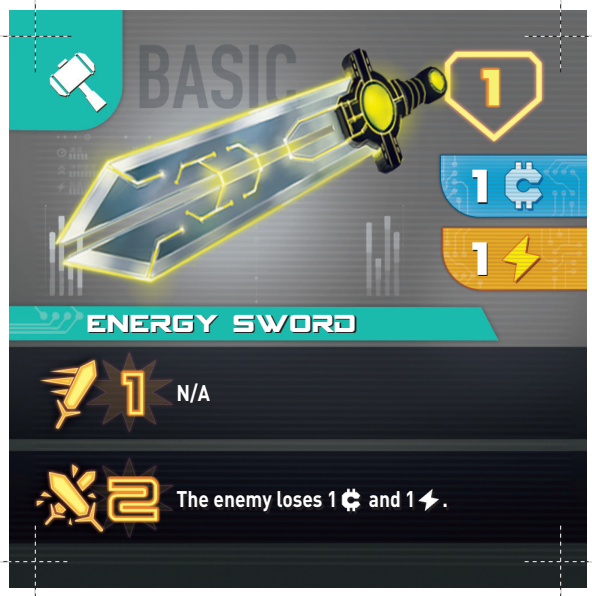 BASIC
1
1
1
ENERGY SWORD
1 N/A
2 The enemy loses 1 and 1 .